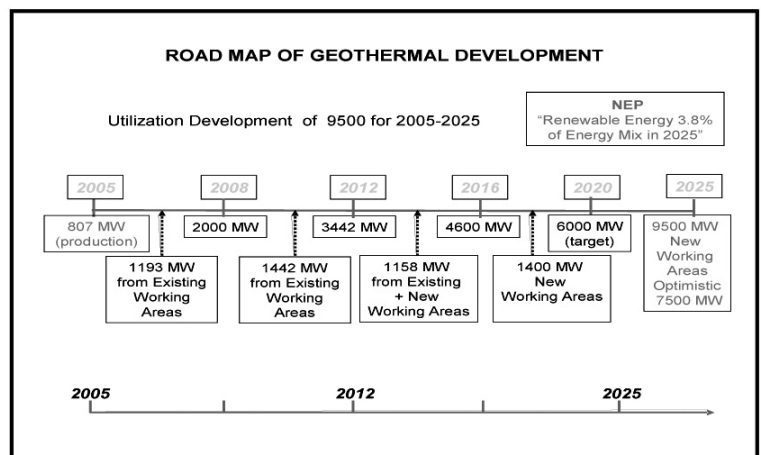 ROAD MAP OF GEOTHERMAL DEVELOPMENT
Utilization Development of 9500 for 2005-2025
NEP
“Renewable Energy 3.8%
of Energy Mix in 2025”
2005
2008
2012
2016
2020
2025
807 MW
(production)
2000 MW
3442 MW
4600 MW
6000 MW
(target)
9500 MW
New
Working
Areas
Optimistic
7500 MW
1193 MW
from Existing
Working
Areas
1442 MW
from Existing
Working
Areas
1158 MW
from Existing
+ New
Working Areas
1400 MW
New
Working Areas
2005
2012
2025